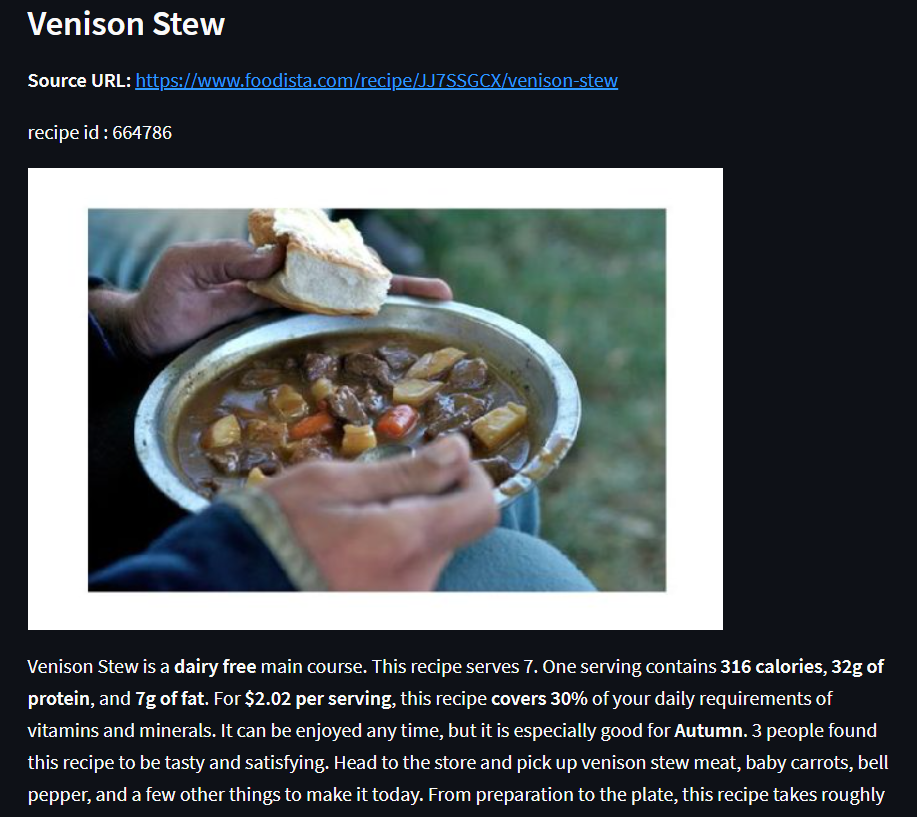 Venison Stew
Source URL: https://www.foodista.com/recipe/JJ7SSGCX/venison-stew
recipe id : 664786
Venison Stew is a dairy free main course. This recipe serves 7. One serving contains 316 calories, 32g of
protein, and 7g of fat. For $2.02 per serving, this recipe covers 30% of your daily requirements of
vitamins and minerals. It can be enjoyed any time, but it is especially good for Autumn. 3 people found
this recipe to be tasty and satisfying. Head to the store and pick up venison stew meat, baby carrots, bell
pepper, and a few other things to make it today. From preparation to the plate, this recipe takes roughly